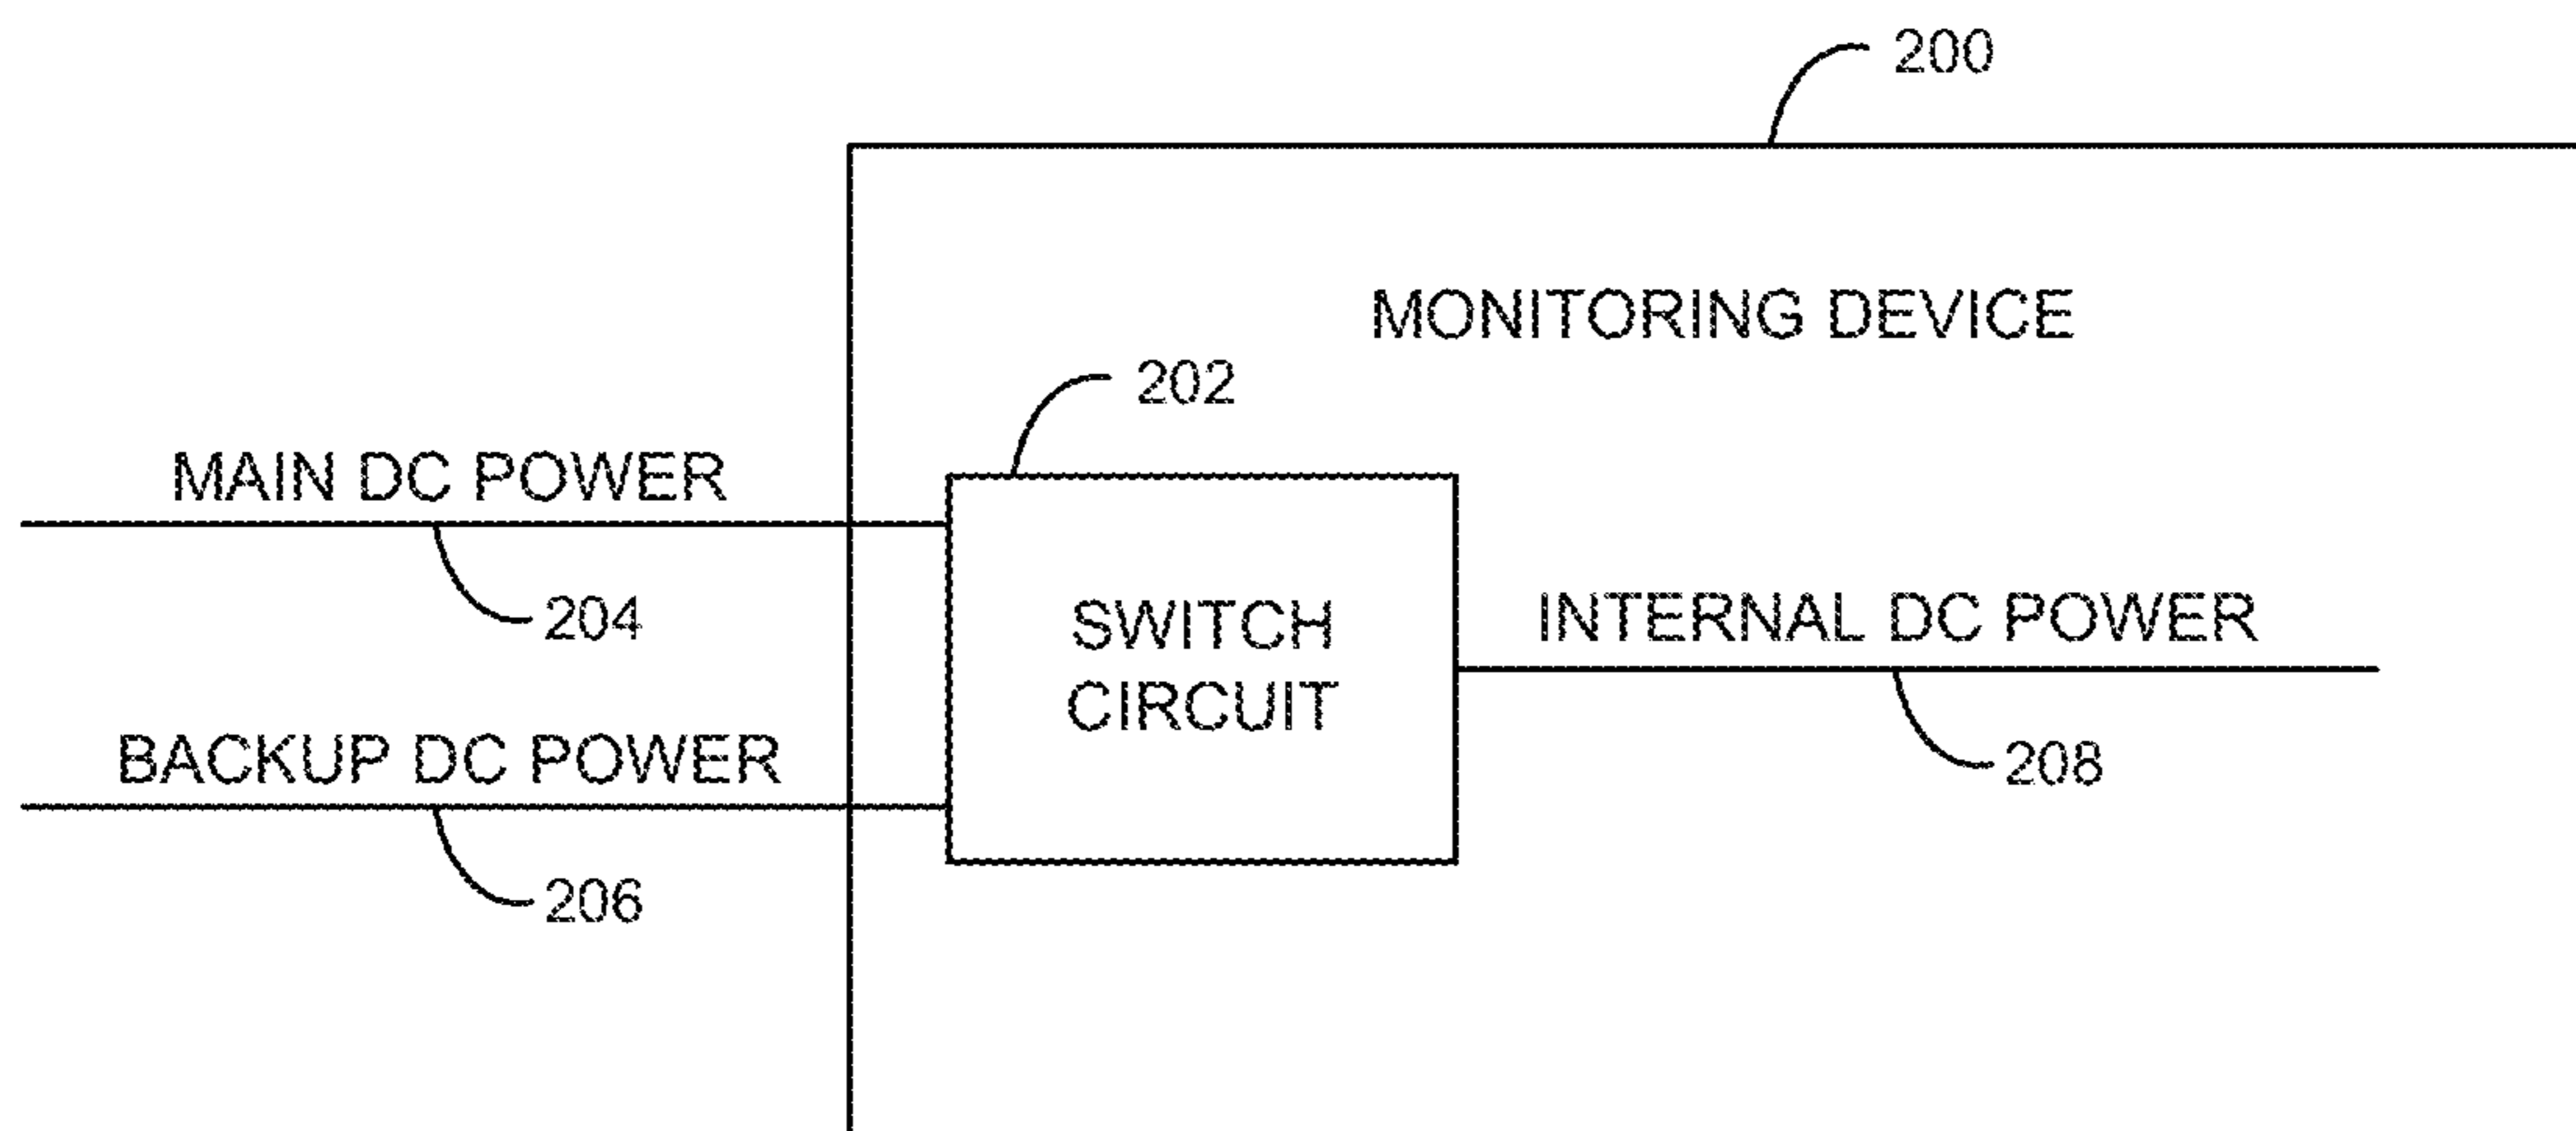 200
MONITORING DEVICE
202
MAIN DC POWER
204
SWITCH
CIRCUIT
INTERNAL DC POWER
BACKUP DC POWER
208
206